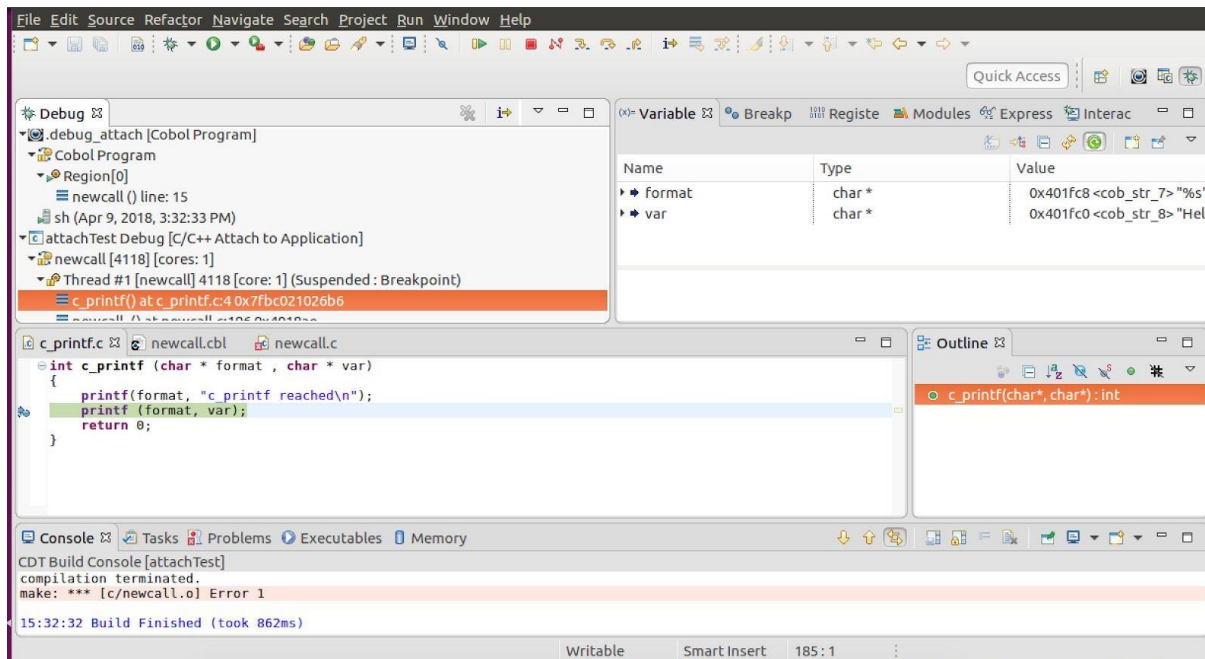 File Edit Source Refactor Navigate Search Project Run Window Help
Quick Access
Debug
.debug_attach [Cobol Program]
Cobol Program
Region[0]
newcall () line: 15
sh (Apr 9, 2018, 3:32:33 PM)
attachTest Debug [C/C++ Attach to Application]
newcall [4118] [cores: 1]
Thread #1 [newcall] 4118 [core: 1] (Suspended : Breakpoint)
c_printf() at c_printf.c:4 0x7fbc021026b6
(x)= Variable Breakp Registe Modules Express Interac
Name Type Value
format char * 0x401fc8 <cob_str_7> "%s"
var char * 0x401fc0 <cob_str_8> "Hel
c_printf.c newcall.cbl newcall.c
int c_printf (char * format , char * var)
{
printf(format, "c_printf reached\n");
printf (format, var);
return 0;
}
Outline
c_printf(char*, char*) : int
Console Tasks Problems Executables Memory
CDT Build Console [attachTest]
compilation terminated.
make: *** [c/newcall.o] Error 1
15:32:32 Build Finished (took 862ms)
Writable Smart Insert 185 : 1